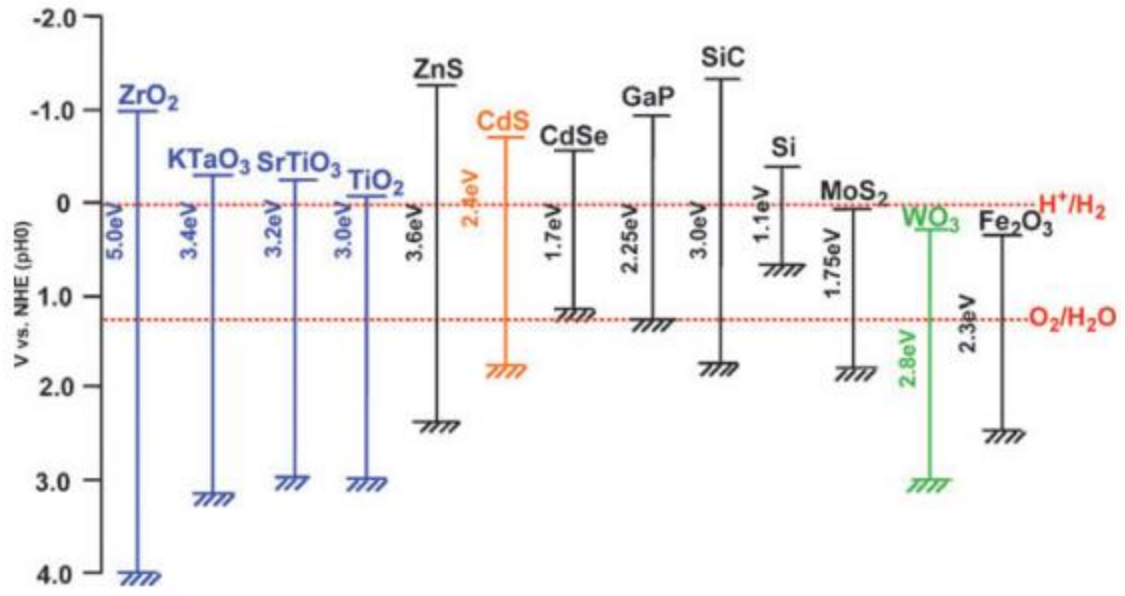 -2.0
-1.0
0
1.0
2.0
3.0
4.0
V vs. NHE (pH0)
ZrO₂
5.0eV
KTaO₃
3.4eV
SrTiO₃
3.2eV
TiO₂
3.0eV
ZnS
3.6eV
CdS
2.4eV
CdSe
1.7eV
GaP
2.25eV
SiC
3.0eV
Si
1.1eV
MoS₂
1.75eV
WO₃
2.8eV
Fe₂O₃
2.3eV
H⁺/H₂
O₂/H₂O